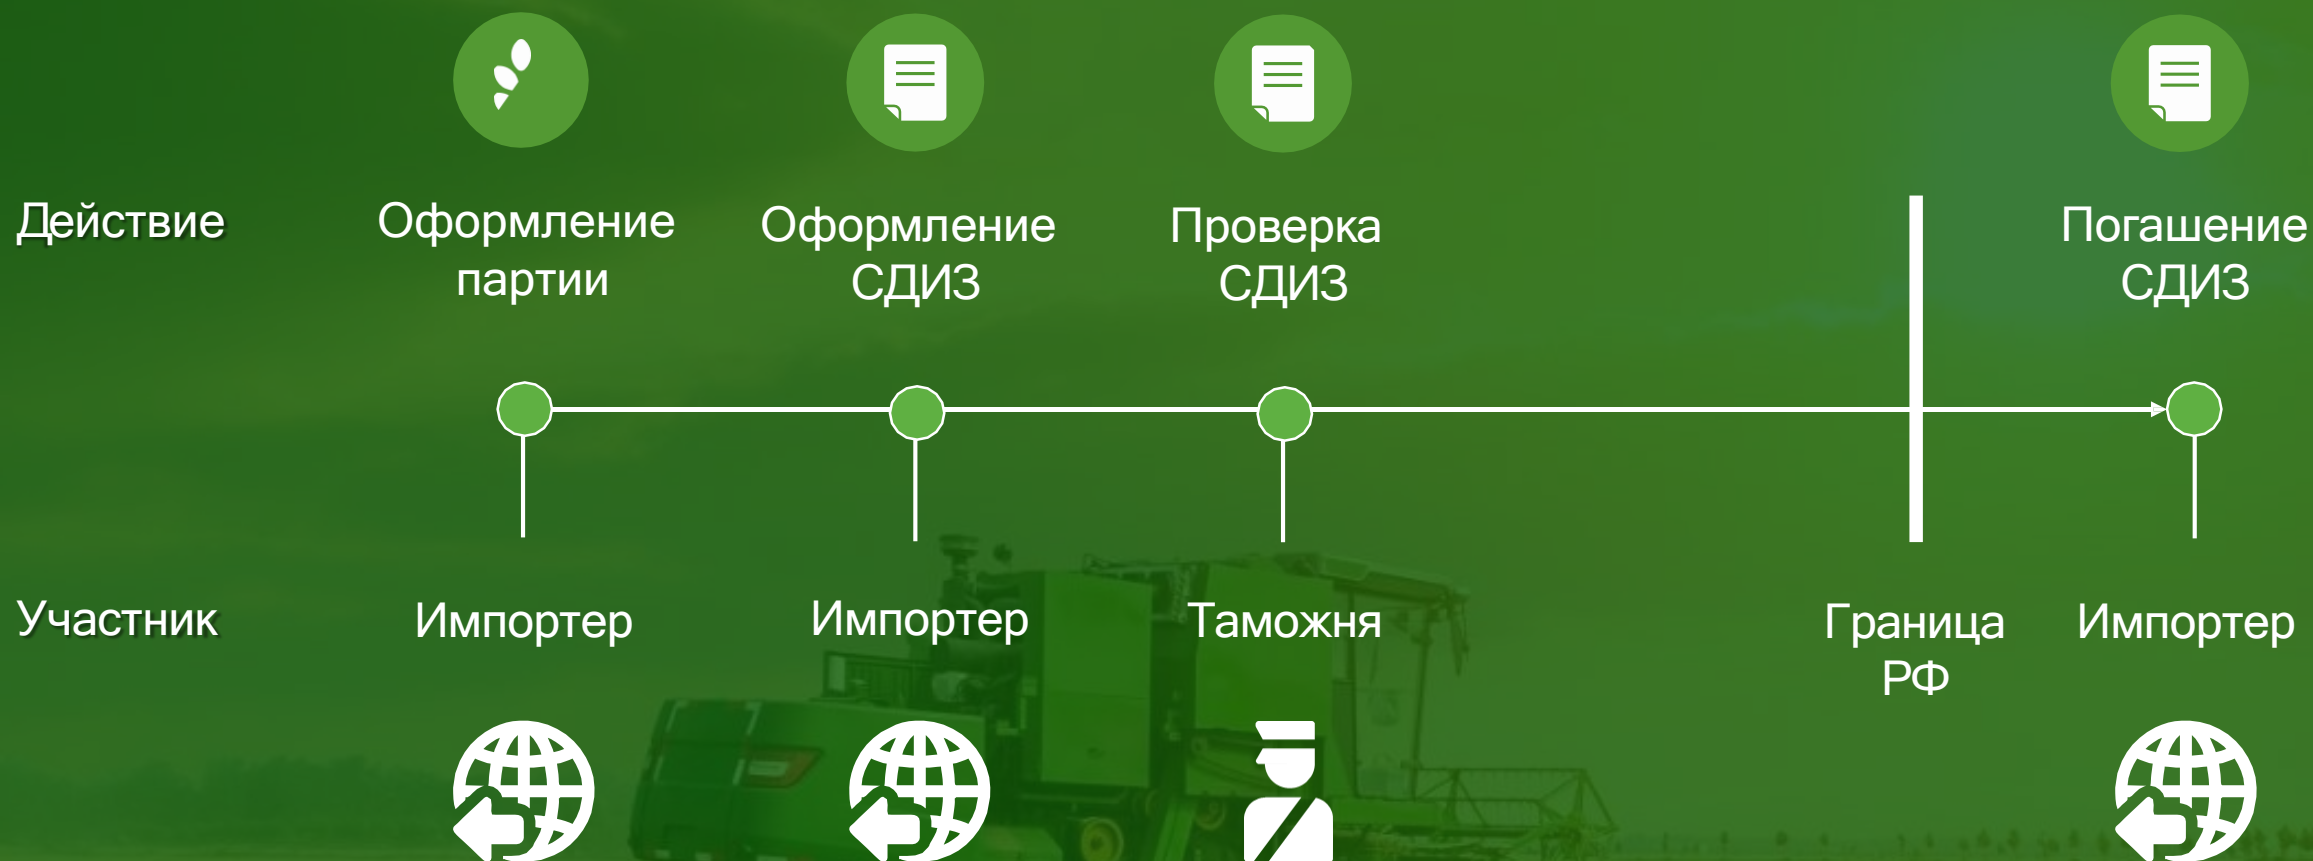 Действие
Оформление
партии
Оформление
СДИЗ
Проверка
СДИЗ
Погашение
СДИЗ
Участник
Импортер
Импортер
Таможня
Граница
РФ
Импортер